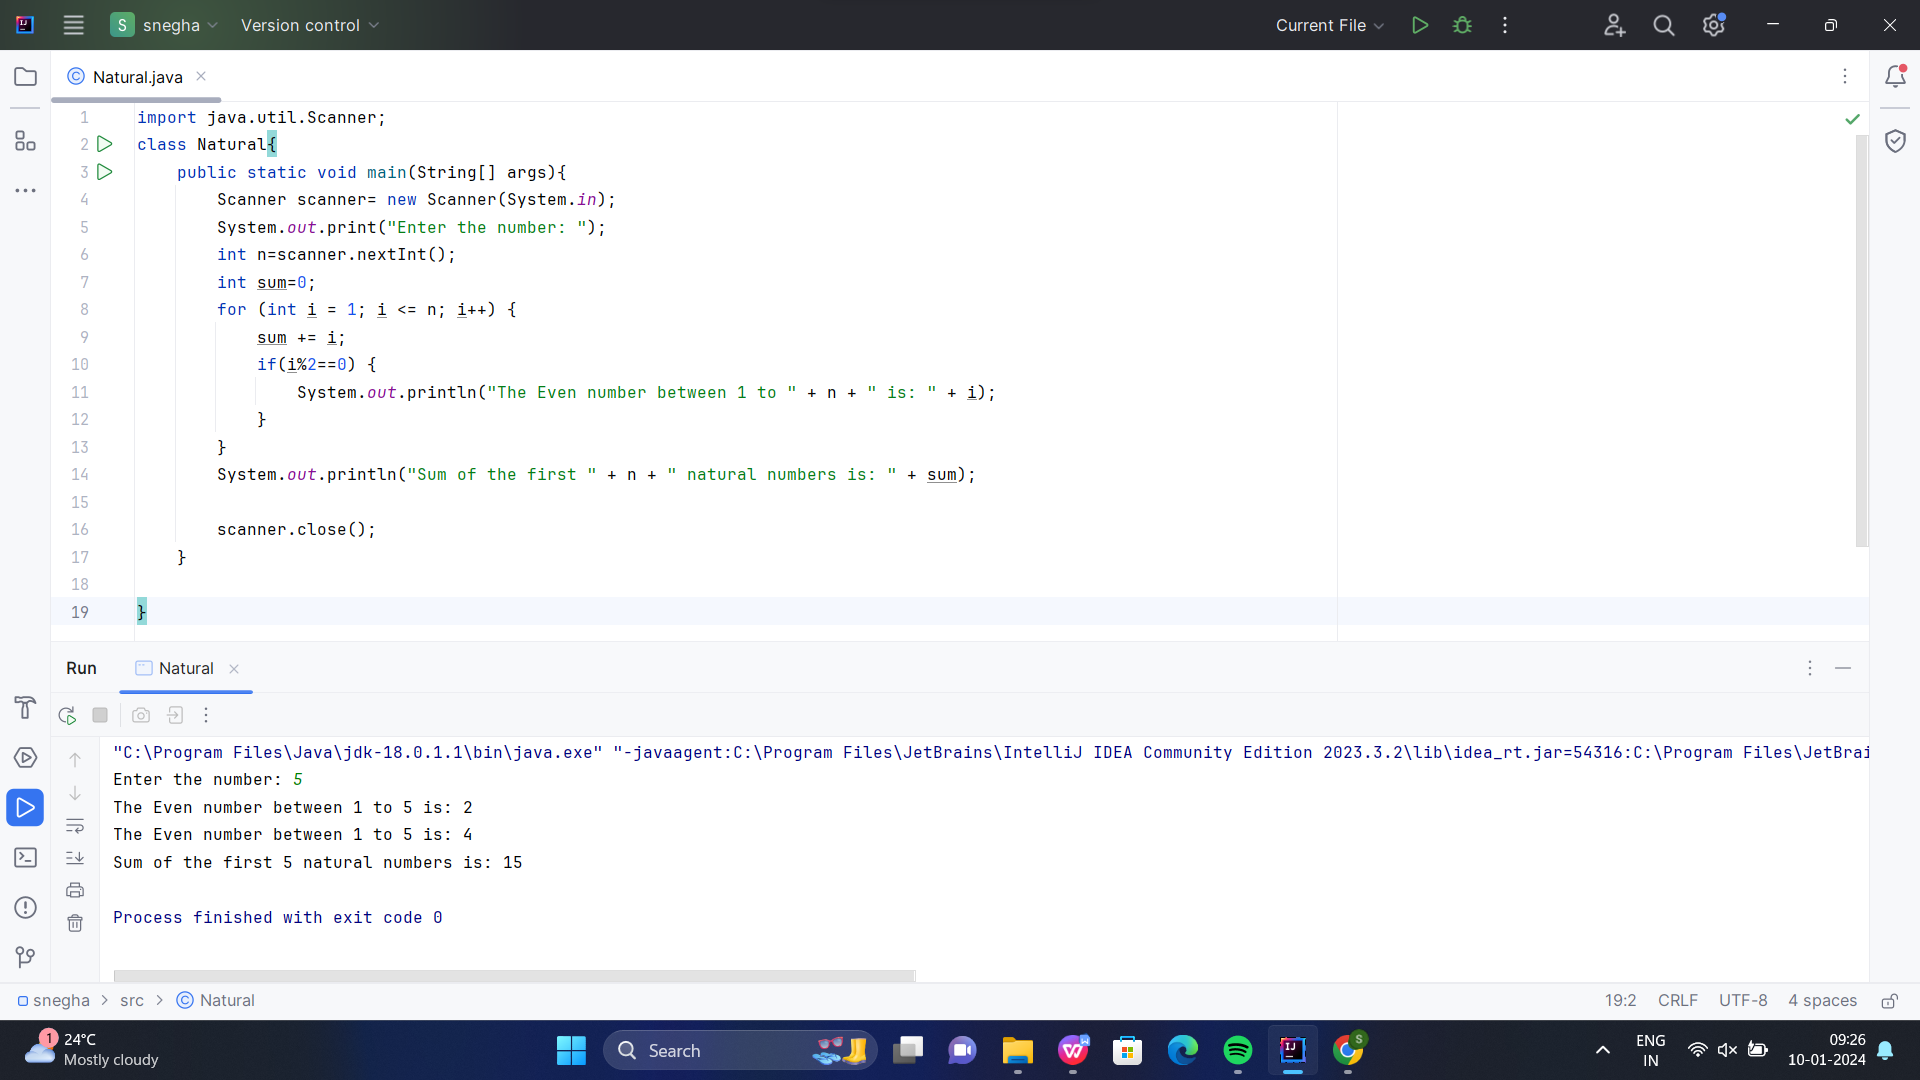 S snegha Version control Current File
Natural.java
1 import java.util.Scanner;
2 class Natural{
3     public static void main(String[] args){
4         Scanner scanner= new Scanner(System.in);
5         System.out.print("Enter the number: ");
6         int n=scanner.nextInt();
7         int sum=0;
8         for (int i = 1; i <= n; i++) {
9             sum += i;
10             if(i%2==0) {
11                 System.out.println("The Even number between 1 to " + n + " is: " + i);
12             }
13         }
14         System.out.println("Sum of the first " + n + " natural numbers is: " + sum);
15
16         scanner.close();
17     }
18
19 }
Run Natural
"C:\Program Files\Java\jdk-18.0.1.1\bin\java.exe" "-javaagent:C:\Program Files\JetBrains\IntelliJ IDEA Community Edition 2023.3.2\lib\idea_rt.jar=54316:C:\Program Files\JetBrai
Enter the number: 5
The Even number between 1 to 5 is: 2
The Even number between 1 to 5 is: 4
Sum of the first 5 natural numbers is: 15
Process finished with exit code 0
snegha > src > Natural 19:2 CRLF UTF-8 4 spaces
1 24°C
Mostly cloudy
Search
S
ENG
IN
09:26
10-01-2024